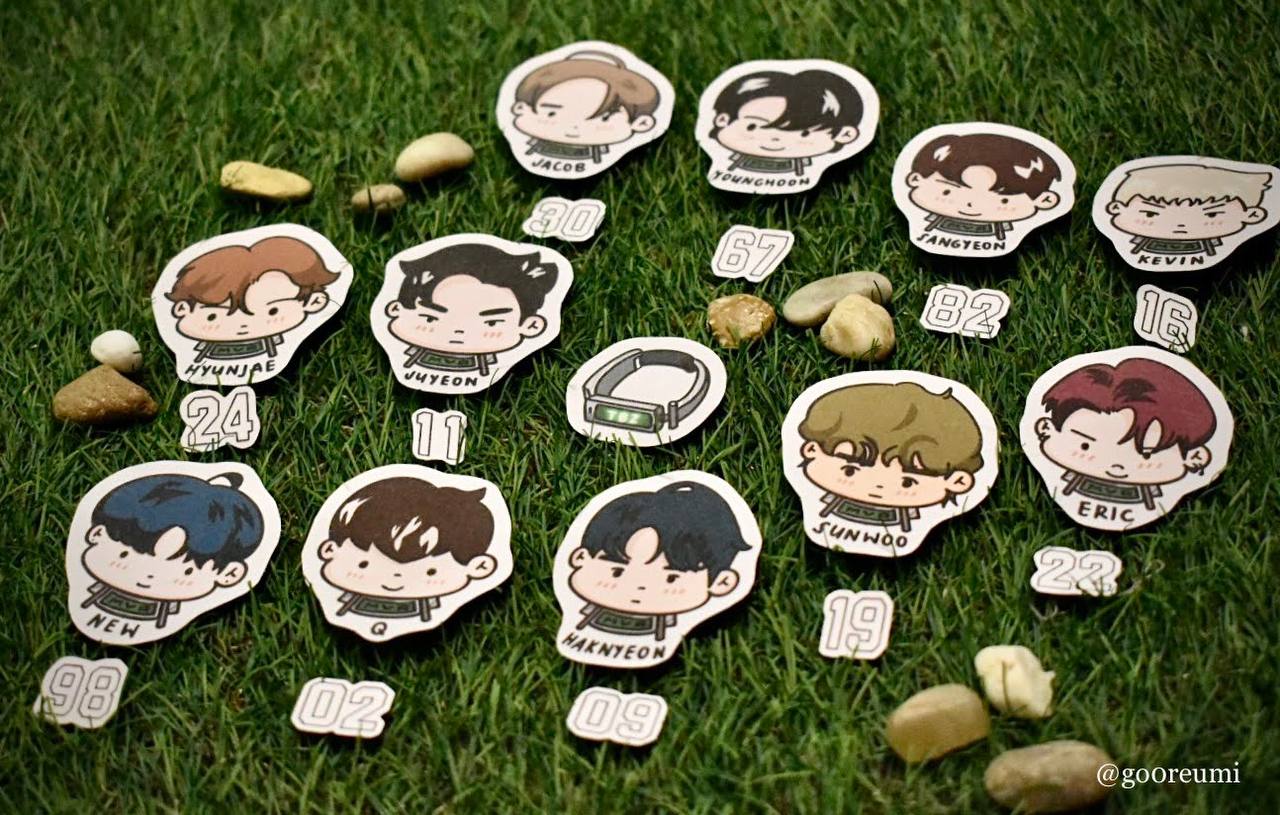 JACOB
YOUNGHOON
SANGYEON
KEVIN
30
67
82
16
HYUNJAE
JUYEON
24
11
SUNWOO
ERIC
19
22
NEW
Q
HAKNYEON
98
02
09
@gooreumi